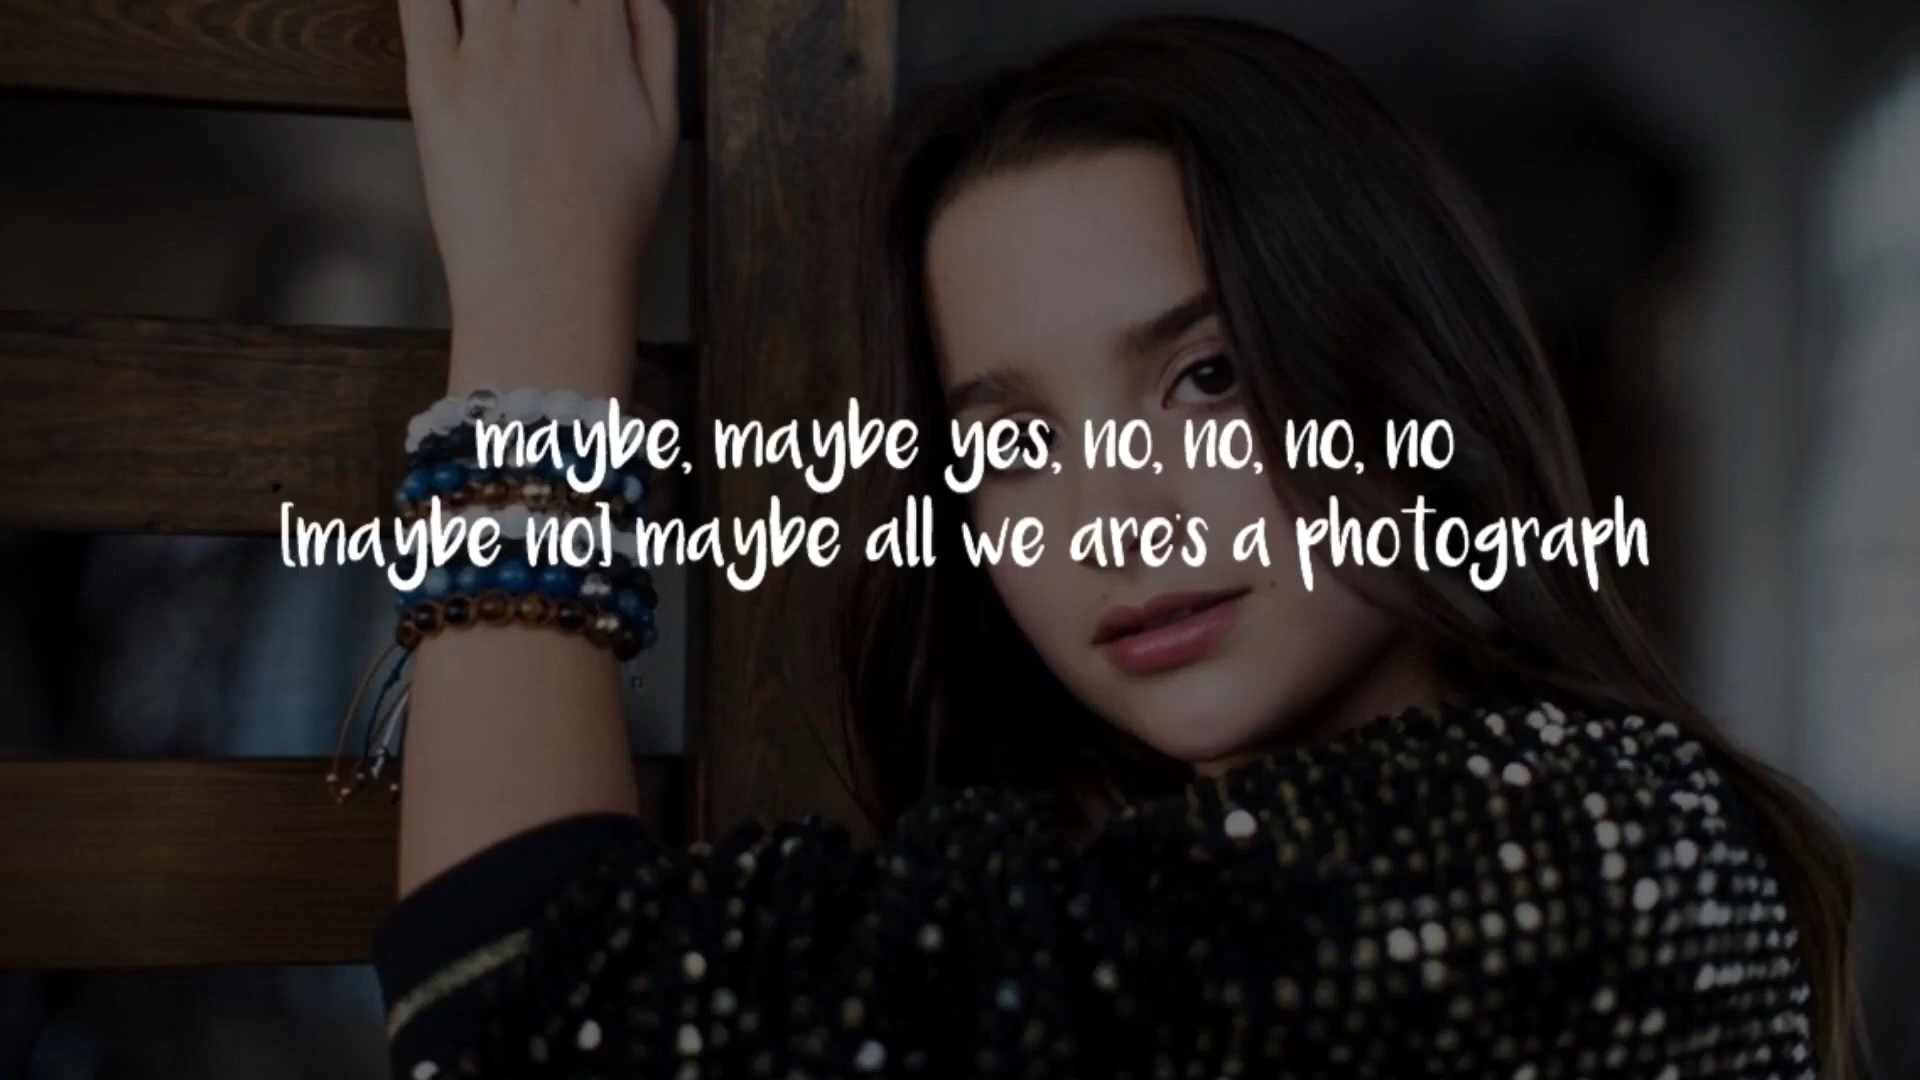 maybe, maybe yes, no, no, no, no
[maybe no] maybe all we are's a photograph